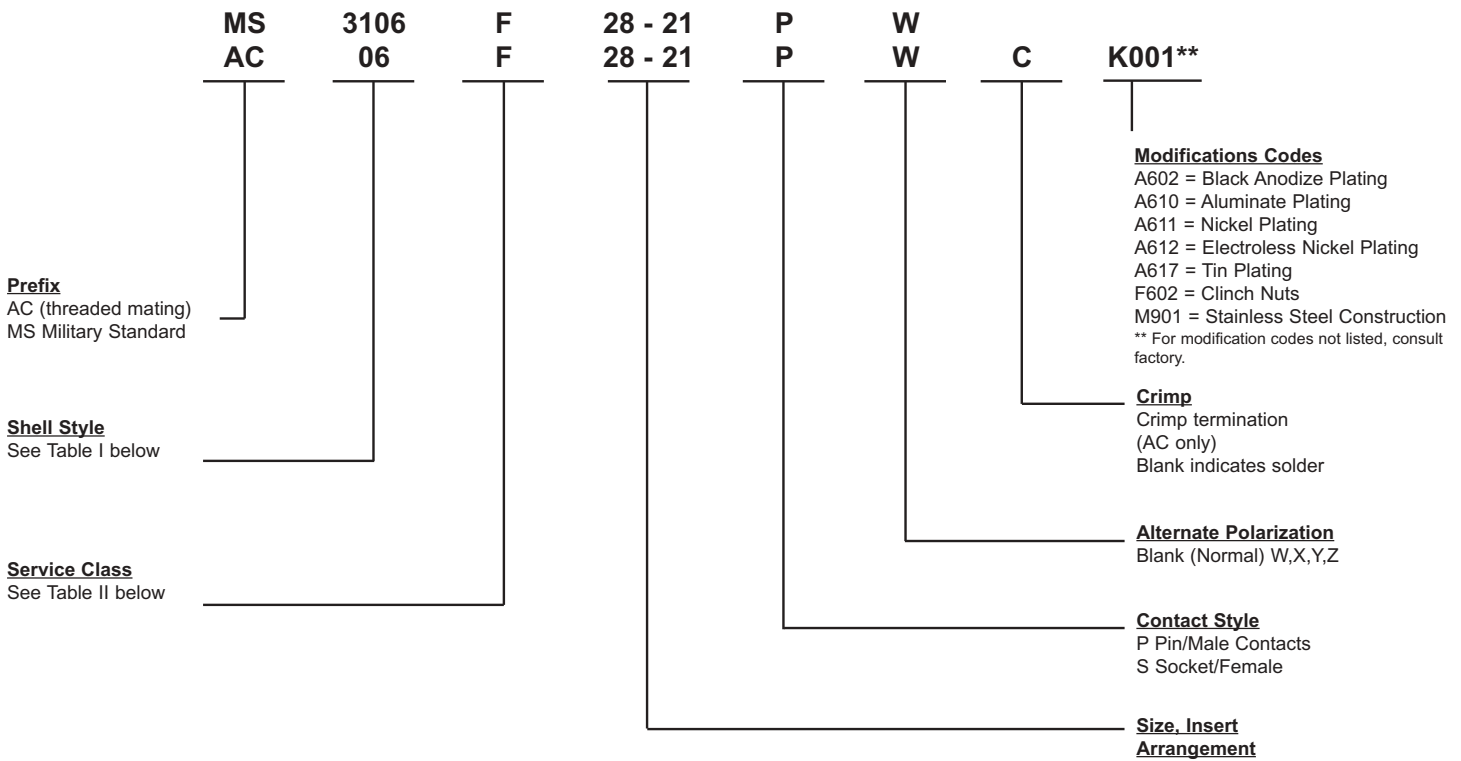 MS 3106 F 28 - 21 P W
AC 06 F 28 - 21 P W C K001**
Modifications Codes
A602 = Black Anodize Plating
A610 = Aluminate Plating
A611 = Nickel Plating
A612 = Electroless Nickel Plating
A617 = Tin Plating
F602 = Clinch Nuts
M901 = Stainless Steel Construction
** For modification codes not listed, consult
factory.
Prefix
AC (threaded mating)
MS Military Standard
Crimp
Crimp termination
(AC only)
Blank indicates solder
Shell Style
See Table I below
Alternate Polarization
Blank (Normal) W,X,Y,Z
Service Class
See Table II below
Contact Style
P Pin/Male Contacts
S Socket/Female
Size, Insert
Arrangement